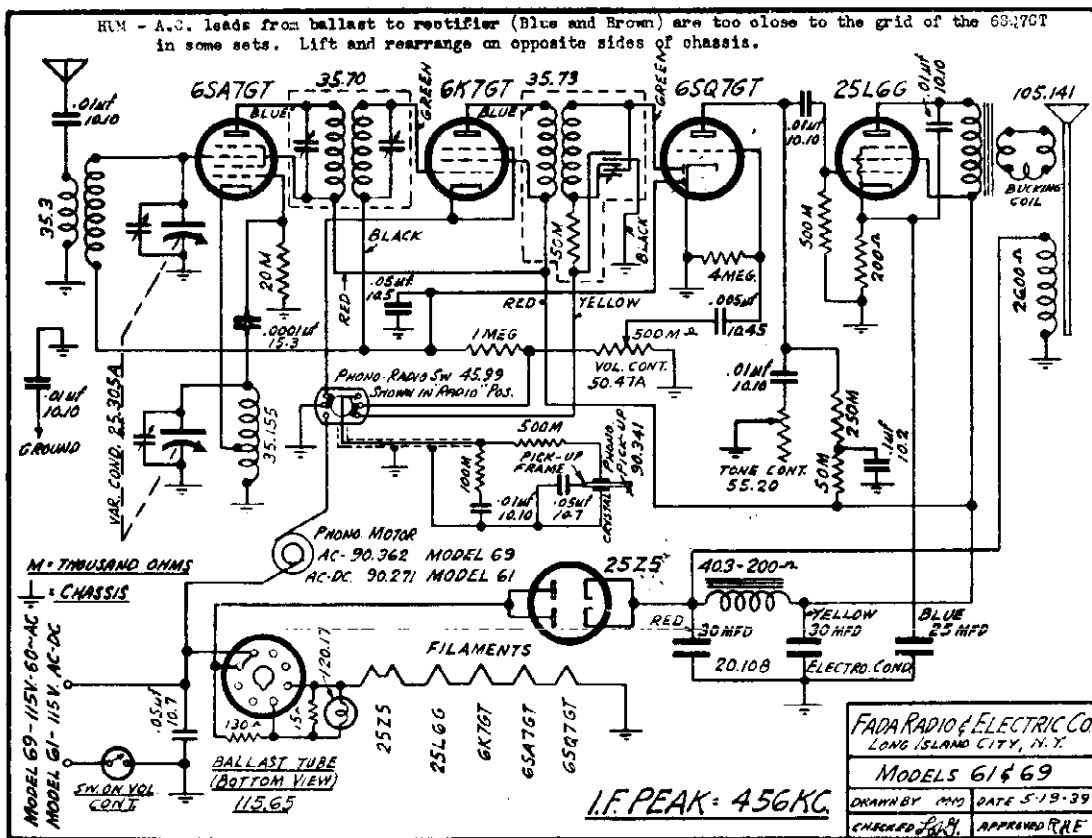 HUM - A.C. leads from ballast to rectifier (Blue and Brown) are too close to the grid of the 6SQ7GT
in some sets. Lift and rearrange on opposite sides of chassis.
6SA7GT
35.70
6K7GT
35.73
6SQ7GT
25L6G
105.141
.01uf
10.10
BLUE
GREEN
BLUE
GREEN
.01uf
10.10
.01uf
10.10
BUCKING
COIL
35.3
20M
BLACK
50M
BLACK
500M
200Ω
2600Ω
4 MEG.
RED
.05uf
10.5
RED
YELLOW
.005uf
10.45
.0001uf
15.3
1 MEG
500MΩ
VOL. CONT.
50.47A
.01uf
10.10
GROUND
VAR. COND. 25.305A
35.155
PHONO-RADIO SW 45.99
SHOWN IN "RADIO" POS.
.01uf
10.10
250M
500M
PICK-UP
FRAME
PHONO.
PICK-UP
90.341
100M
.01uf
10.10
.05uf
10.7
CRYSTAL
TONE CONT.
55.20
50M
.1uf
10.2
PHONO MOTOR
AC- 90.362 MODEL 69
AC-DC. 90.271 MODEL 61
M = THOUSAND OHMS
= CHASSIS
25Z5
40.3-200Ω
RED
30 MFD
YELLOW
30 MFD
BLUE
25 MFD
20.108
ELECTRO. COND.
FILAMENTS
120.17
MODEL 69-115V-60~AC
MODEL 61-115V. AC-DC
.05uf
10.7
130Ω
15Ω
25Z5
25L6G
6K7GT
6SA7GT
6SQ7GT
BALLAST TUBE
(BOTTOM VIEW)
115.65
SW. ON VOL
CONT.
I.F. PEAK = 456KC.
FADA RADIO & ELECTRIC CO.
LONG ISLAND CITY, N.Y.
MODELS 61 & 69
DRAWN BY
DATE 5-19-39
CHECKED
APPROVED RHE